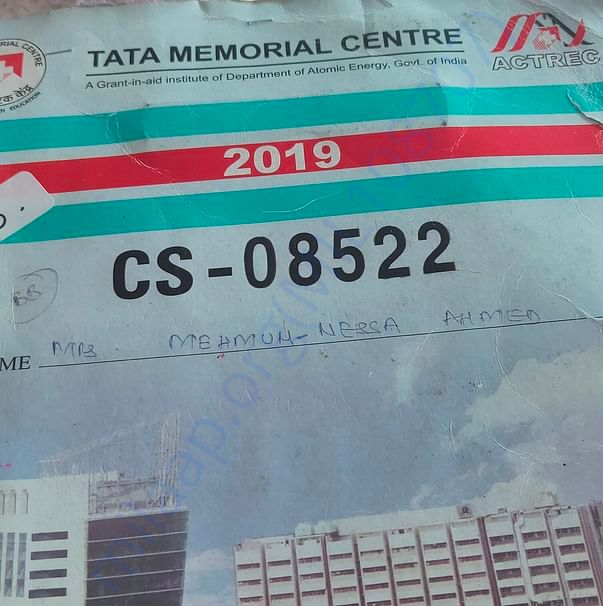 TATA MEMORIAL CENTRE
A Grant-in-aid institute of Department of Atomic Energy, Govt. of India
ACTREC
2019
CS-08522
BB
ME MRS. MEHMUN-NESSA AHMED